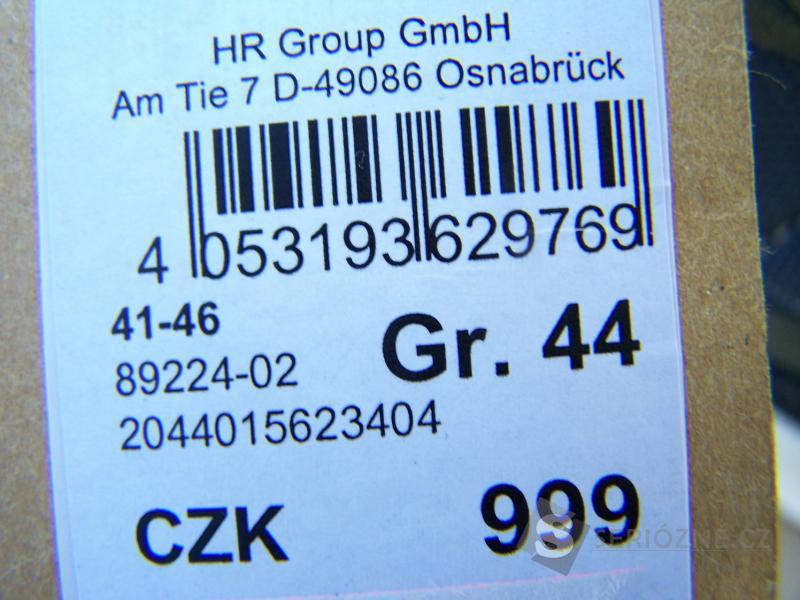 HR Group GmbH
Am Tie 7 D-49086 Osnabrück
4 053193 629769
41-46
Gr. 44
89224-02
2044015623404
CZK 999
SERIÓZNĚ.CZ